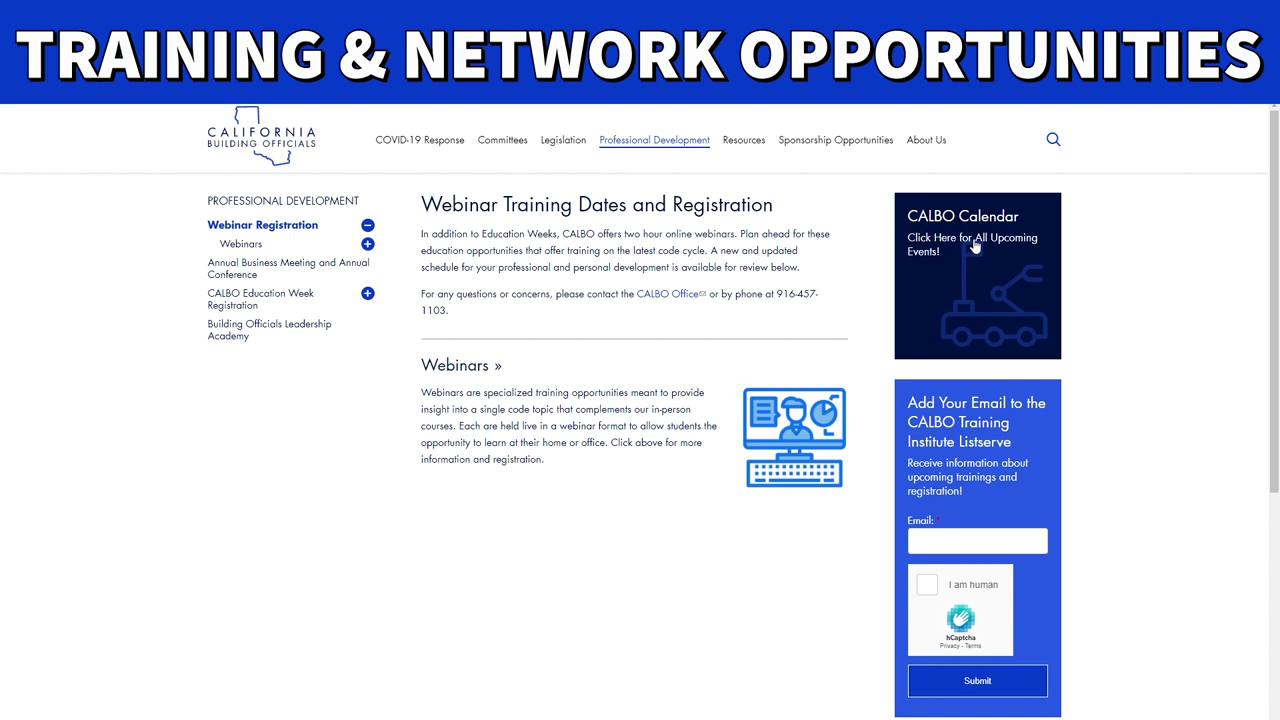 TRAINING & NETWORK OPPORTUNITIES
CALIFORNIA
BUILDING OFFICIALS
COVID-19 Response Committees Legislation Professional Development Resources Sponsorship Opportunities About Us
PROFESSIONAL DEVELOPMENT
Webinar Registration
Webinars
Annual Business Meeting and Annual
Conference
CALBO Education Week
Registration
Building Officials Leadership
Academy
Webinar Training Dates and Registration
In addition to Education Weeks, CALBO offers two hour online webinars. Plan ahead for these
education opportunities that offer training on the latest code cycle. A new and updated
schedule for your professional and personal development is available for review below.
For any questions or concerns, please contact the CALBO Office or by phone at 916-457-
1103.
Webinars »
Webinars are specialized training opportunities meant to provide
insight into a single code topic that complements our in-person
courses. Each are held live in a webinar format to allow students the
opportunity to learn at their home or office. Click above for more
information and registration.
CALBO Calendar
Click Here for All Upcoming
Events!
Add Your Email to the
CALBO Training
Institute Listserve
Receive information about
upcoming trainings and
registration!
Email: *
I am human
hCaptcha
Privacy - Terms
Submit